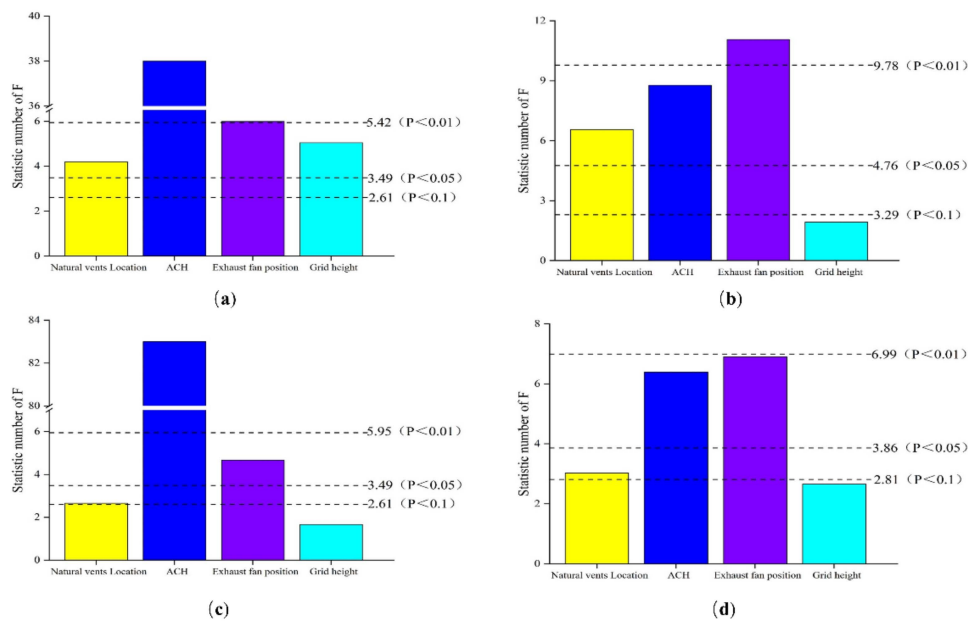 40
38
36
6
4
2
0
Statistic number of F
5.42（P＜0.01）
3.49（P＜0.05）
2.61（P＜0.1）
Natural vents Location ACH Exhaust fan position Grid height
(a)
12
9
6
3
0
Statistic number of F
9.78（P＜0.01）
4.76（P＜0.05）
3.29（P＜0.1）
Natural vents Location ACH Exhaust fan position Grid height
(b)
84
82
80
6
4
2
0
Statistic number of F
5.95（P＜0.01）
3.49（P＜0.05）
2.61（P＜0.1）
Natural vents Location ACH Exhaust fan position Grid height
(c)
8
6
4
2
0
Statistic number of F
6.99（P＜0.01）
3.86（P＜0.05）
2.81（P＜0.1）
Natural vents Location ACH Exhaust fan position Grid height
(d)